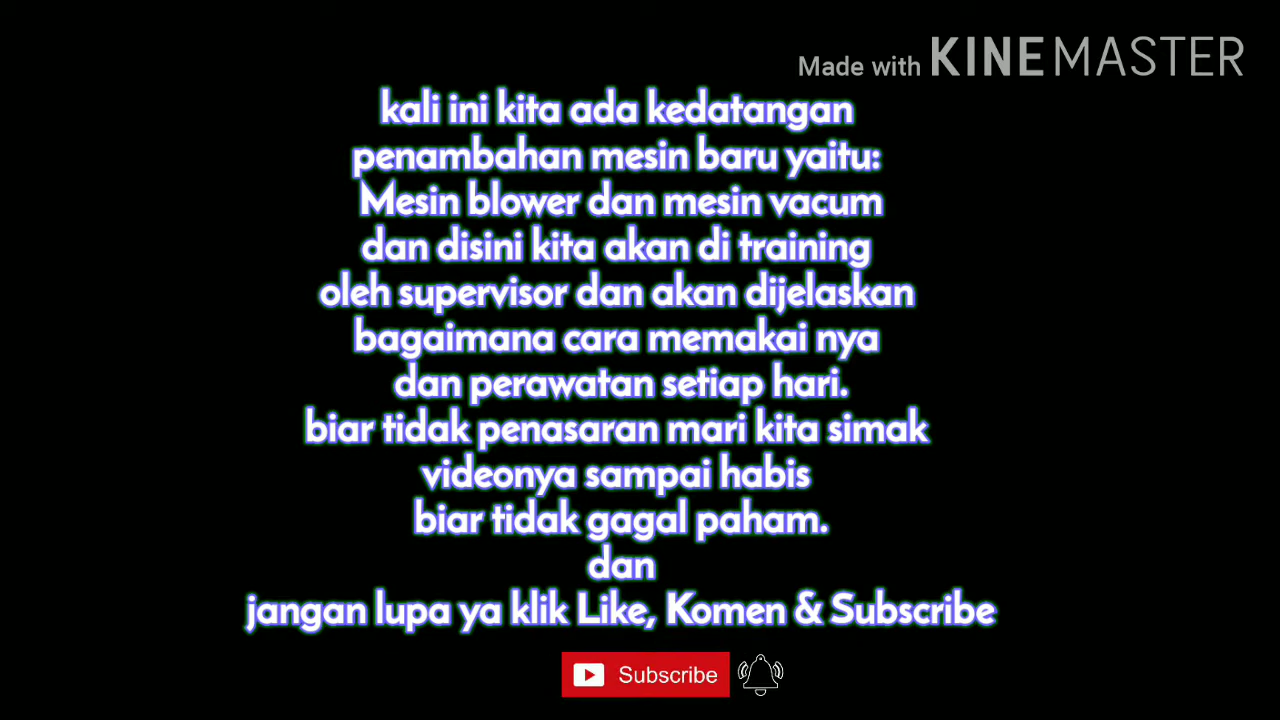 Made with KINEMASTER
kali ini kita ada kedatangan
penambahan mesin baru yaitu:
Mesin blower dan mesin vacum
dan disini kita akan di training
oleh supervisor dan akan dijelaskan
bagaimana cara memakai nya
dan perawatan setiap hari.
biar tidak penasaran mari kita simak
videonya sampai habis
biar tidak gagal paham.
dan
jangan lupa ya klik Like, Komen & Subscribe
Subscribe